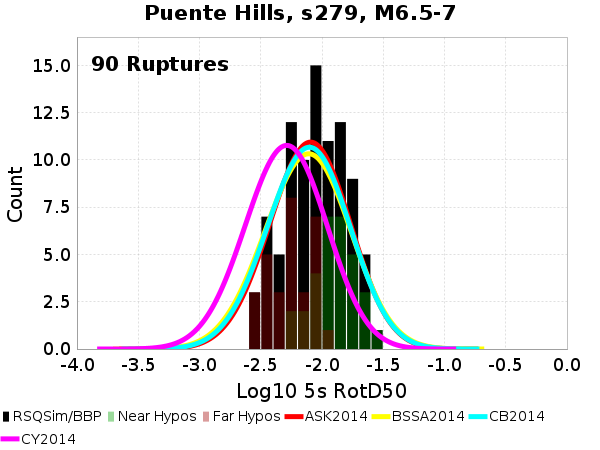 Puente Hills, s279, M6.5-7
90 Ruptures
Count
15.0
12.5
10.0
7.5
5.0
2.5
0.0
-4.0 -3.5 -3.0 -2.5 -2.0 -1.5 -1.0 -0.5 0.0
Log10 5s RotD50
RSQSim/BBP Near Hypos Far Hypos ASK2014 BSSA2014 CB2014
CY2014